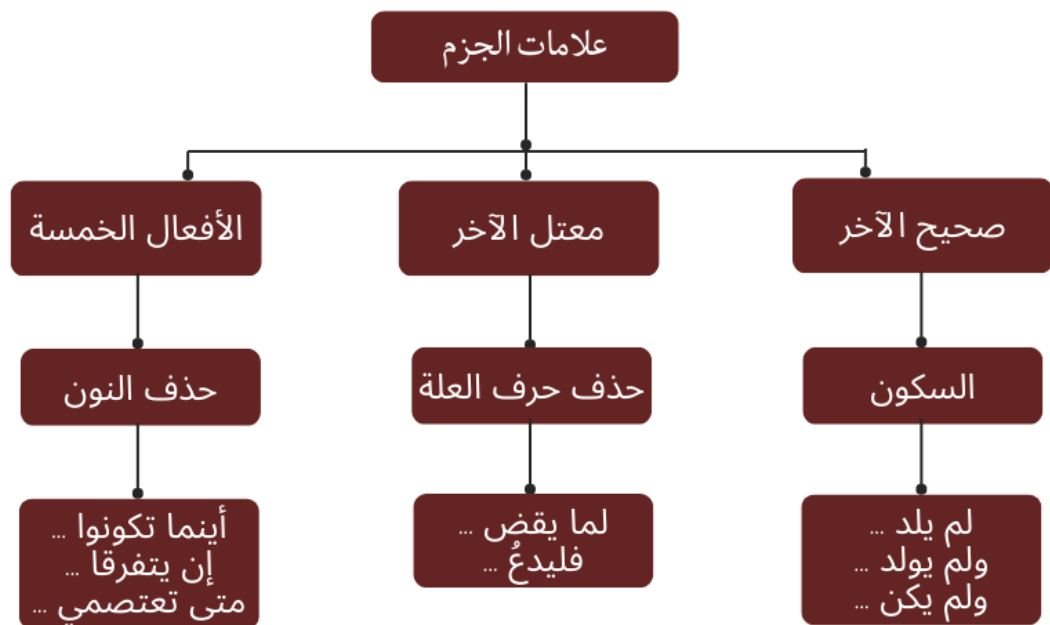 علامات الجزم
صحيح الآخر
معتل الآخر
الأفعال الخمسة
السكون
حذف حرف العلة
حذف النون
لم يلد ...
ولم يولد ...
ولم يكن ...
لما يقض ...
فليدعُ ...
أينما تكونوا ...
إن يتفرقا ...
متى تعتصمي ...